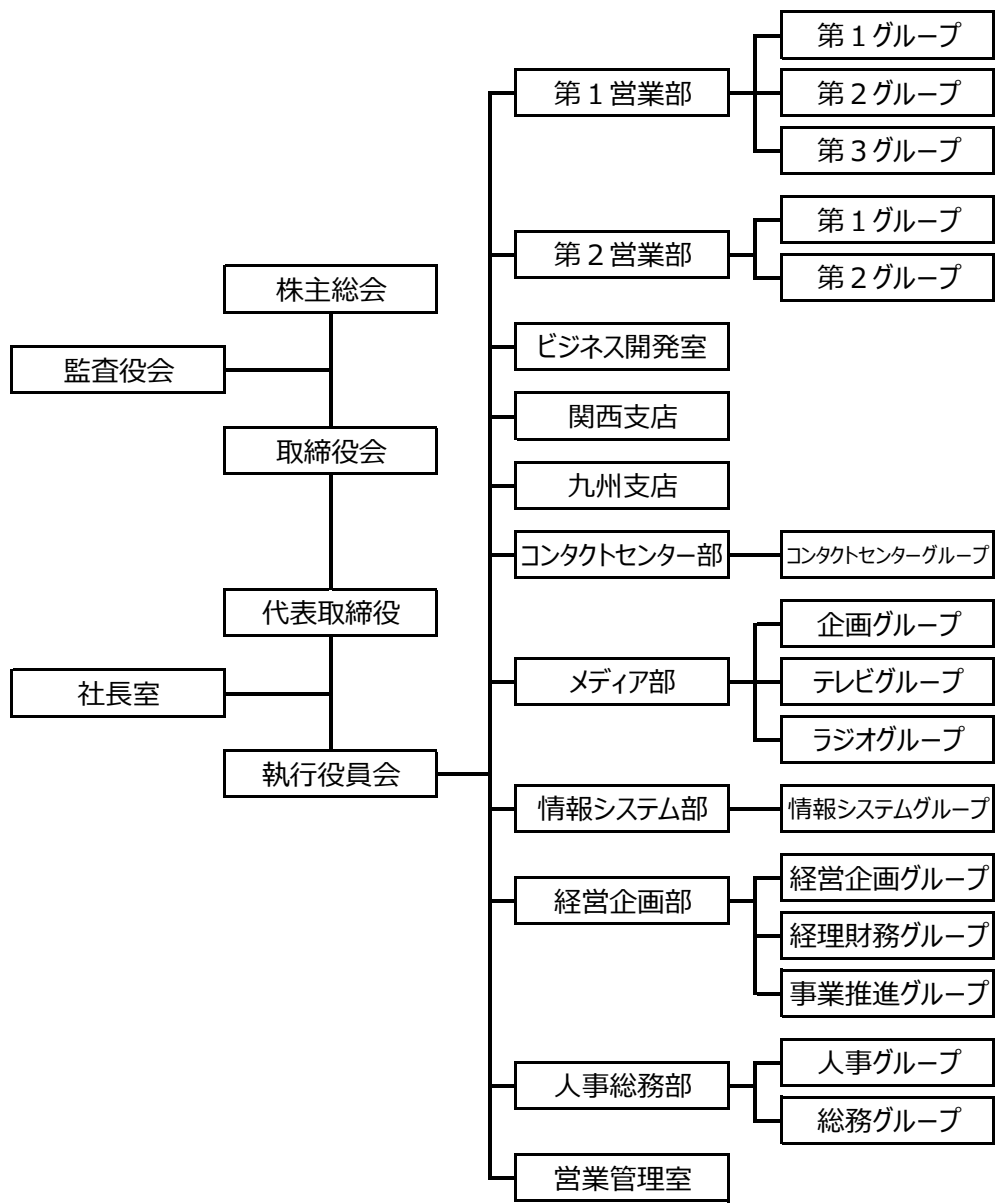 株主総会
監査役会
取締役会
代表取締役
社長室
執行役員会
第１営業部
第１グループ
第２グループ
第３グループ
第２営業部
第１グループ
第２グループ
ビジネス開発室
関西支店
九州支店
コンタクトセンター部
コンタクトセンターグループ
メディア部
企画グループ
テレビグループ
ラジオグループ
情報システム部
情報システムグループ
経営企画部
経営企画グループ
経理財務グループ
事業推進グループ
人事総務部
人事グループ
総務グループ
営業管理室